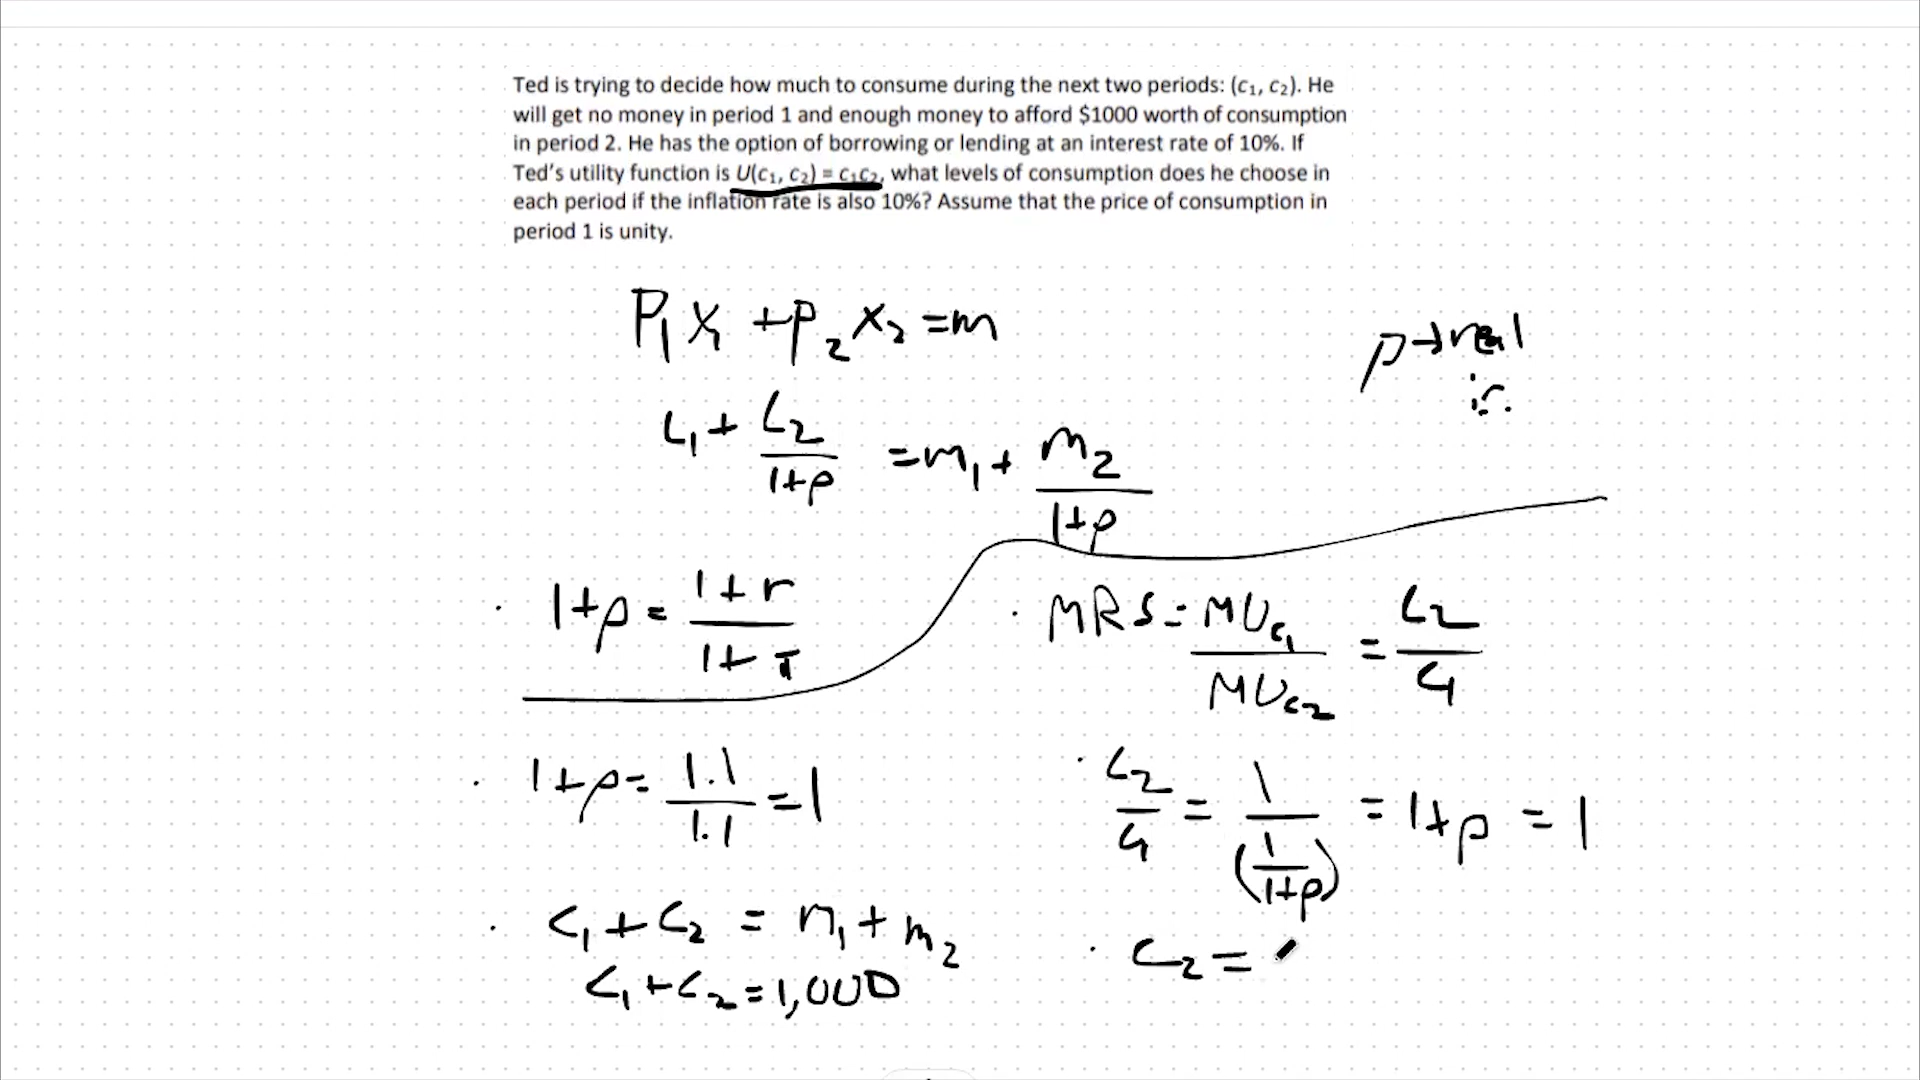 Ted is trying to decide how much to consume during the next two periods: (c₁, c₂). He
will get no money in period 1 and enough money to afford $1000 worth of consumption
in period 2. He has the option of borrowing or lending at an interest rate of 10%. If
Ted's utility function is U(c₁, c₂) = c₁c₂, what levels of consumption does he choose in
each period if the inflation rate is also 10%? Assume that the price of consumption in
period 1 is unity.
P₁x₁ + p₂x₂ = m
ρ → real
i.r.
c₁ + c₂/(1+ρ) = m₁ + m₂/(1+ρ)
· 1+ρ = (1+r)/(1+π)
· MRS = MU_c₁/MU_c₂ = c₂/c₁
· 1+ρ = 1.1/1.1 = 1
· c₂/c₁ = 1/(1/(1+ρ)) = 1+ρ = 1
· c₁ + c₂ = m₁ + m₂
c₁ + c₂ = 1,000
· c₂ =